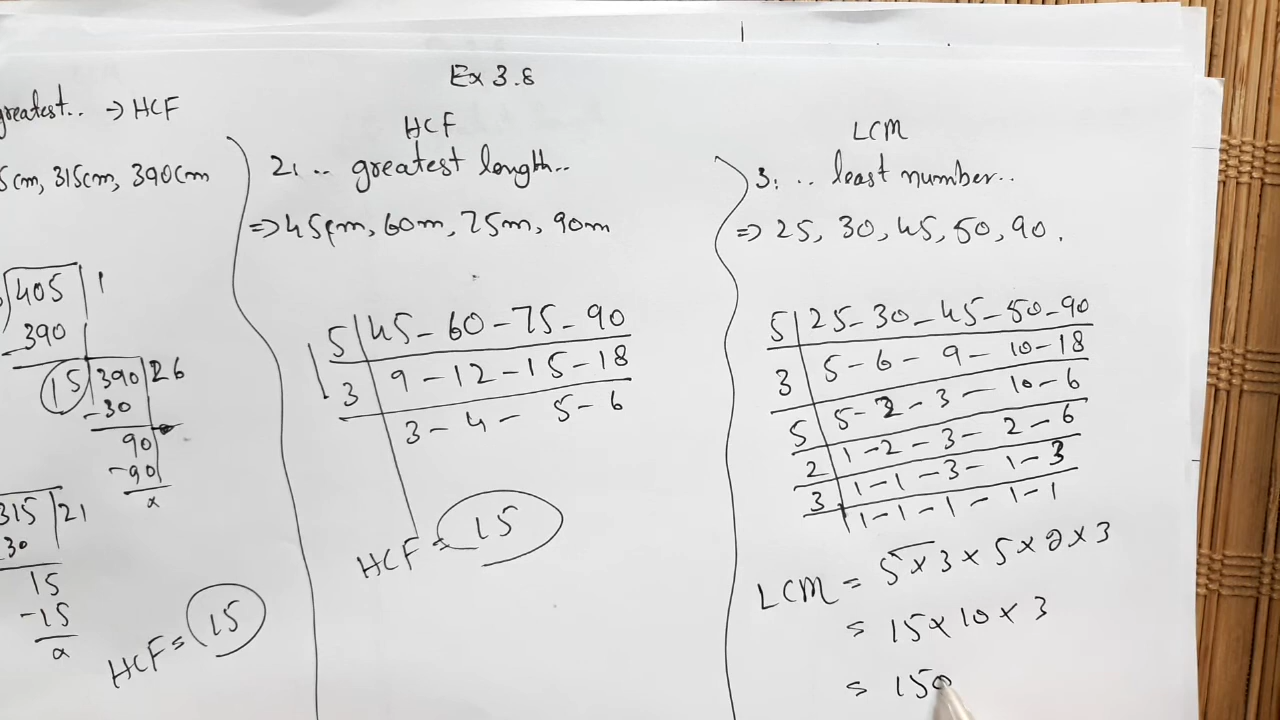 Ex 3.8
greatest.. → HCF
5cm, 315cm, 390cm
405 | 1
390
15 | 390 | 26
-30
90
-90
x
315 | 21
30
15
-15
x
HCF = 15
HCF
2. .. greatest length..
⇒ 45m, 60m, 75m, 90m
5 | 45 - 60 - 75 - 90
3 | 9 - 12 - 15 - 18
3 - 4 - 5 - 6
HCF = 15
LCM
3. .. least number..
⇒ 25, 30, 45, 50, 90.
5 | 25 - 30 - 45 - 50 - 90
3 | 5 - 6 - 9 - 10 - 18
5 | 5 - 2 - 3 - 10 - 6
2 | 1 - 2 - 3 - 2 - 6
3 | 1 - 1 - 3 - 1 - 3
1 - 1 - 1 - 1 - 1
LCM = 5 × 3 × 5 × 2 × 3
= 15 × 10 × 3
= 150